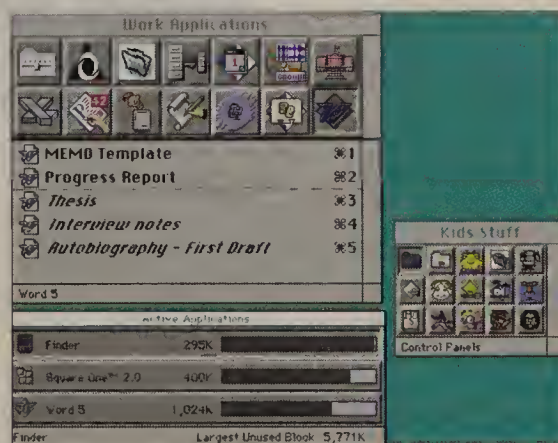 Work Applications
MEMO Template ⌘1
Progress Report ⌘2
Thesis ⌘3
Interview notes ⌘4
Autobiography - First Draft ⌘5
Word 5
Kids Stuff
Control Panels
Active Applications
Finder 295K
Square One™ 2.0 400K
Word 5 1,024K
Finder Largest Unused Block 5,771K